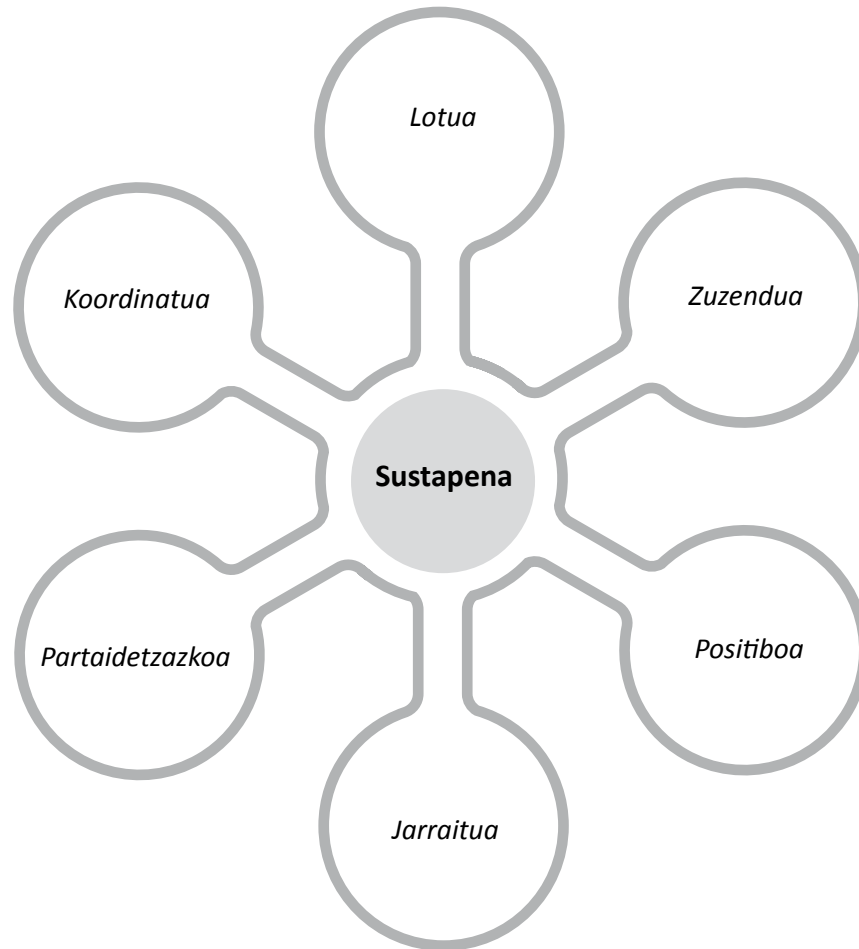 Lotua
Koordinatua
Zuzendua
Sustapena
Partaidetzazkoa
Positiboa
Jarraitua